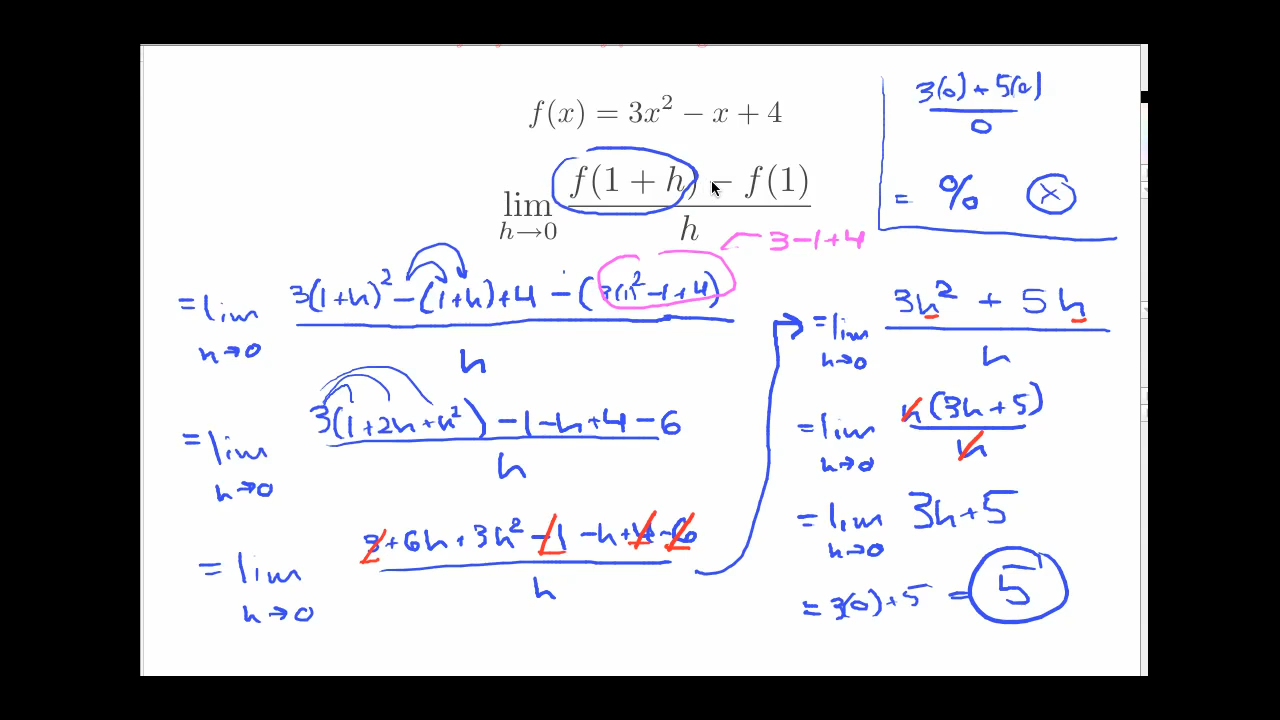 f(x) = 3x² − x + 4
lim h→0 f(1 + h) − f(1) / h
3−1+4
= lim h→0 3(1+h)² −(1+h)+4 −(3(1)²−1+4) / h
= lim h→0 3(1+2h+h²) −1−h+4−6 / h
= lim h→0 3+6h+3h²−1−h+4−6 / h
3(0)+5(0) / 0
= %
= lim h→0 3h² + 5h / h
= lim h→0 h(3h+5) / h
= lim h→0 3h+5
= 3(0)+5 = 5